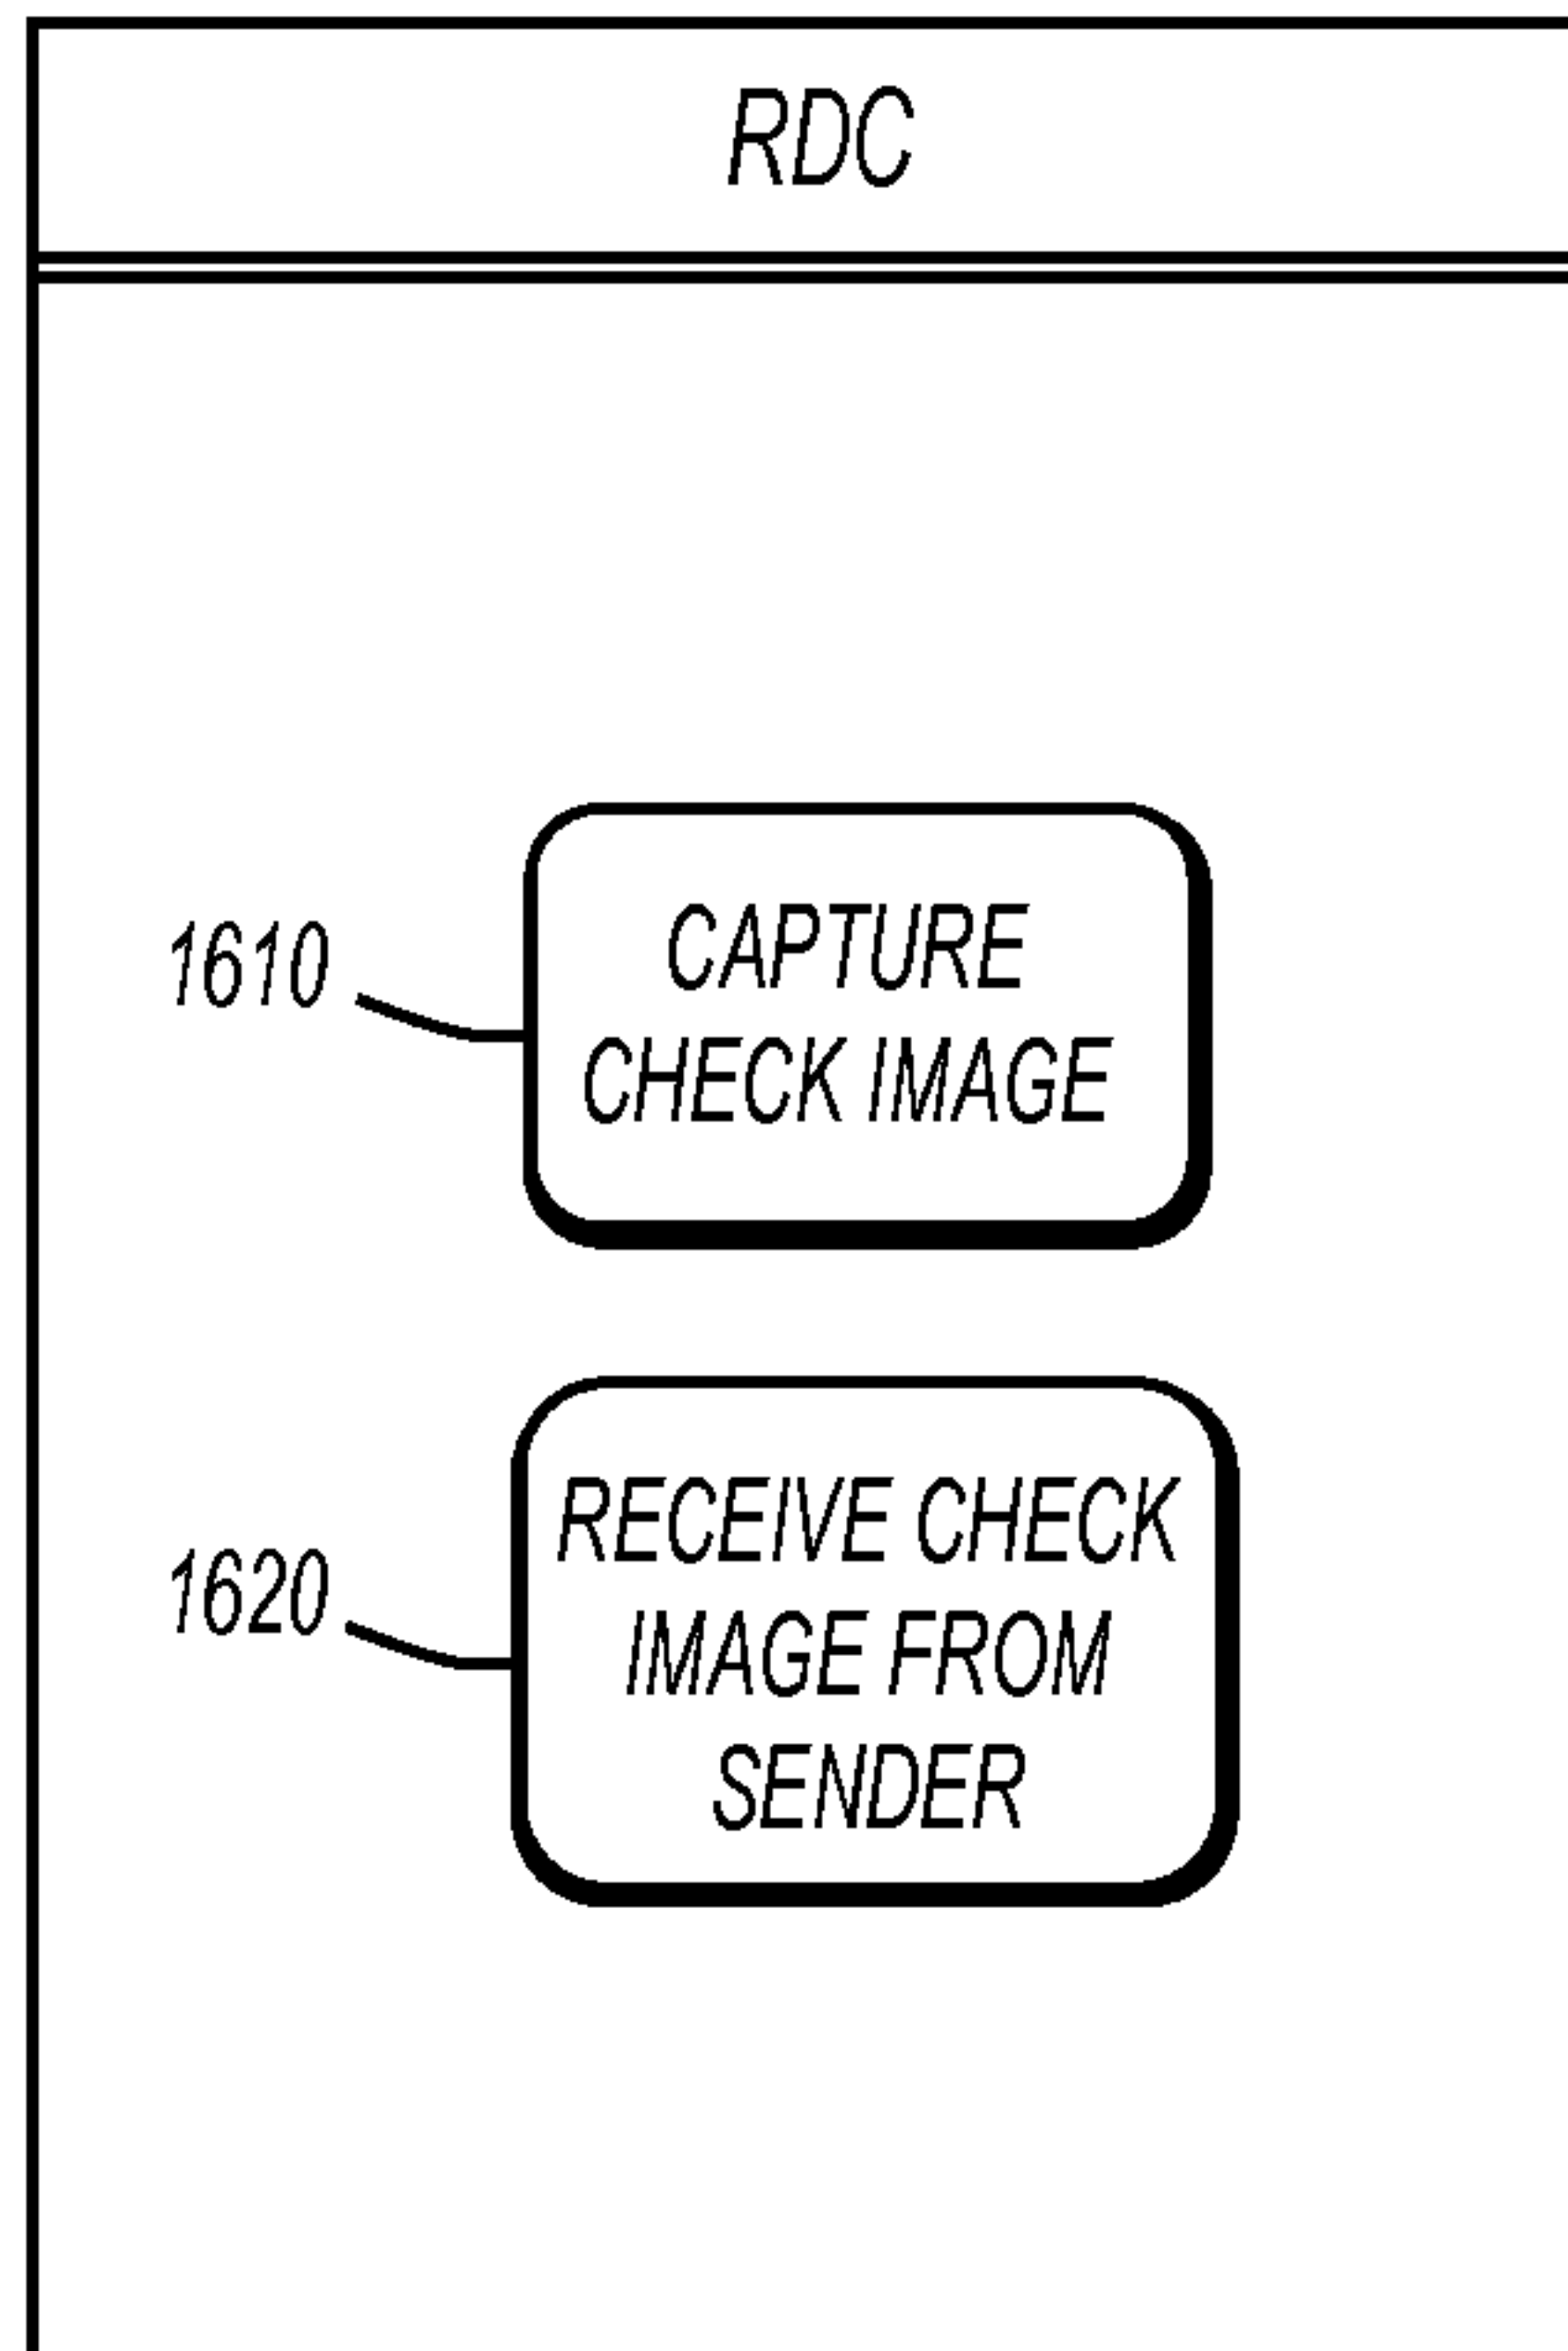 RDC
1610
CAPTURE
CHECK IMAGE
1620
RECEIVE CHECK
IMAGE FROM
SENDER